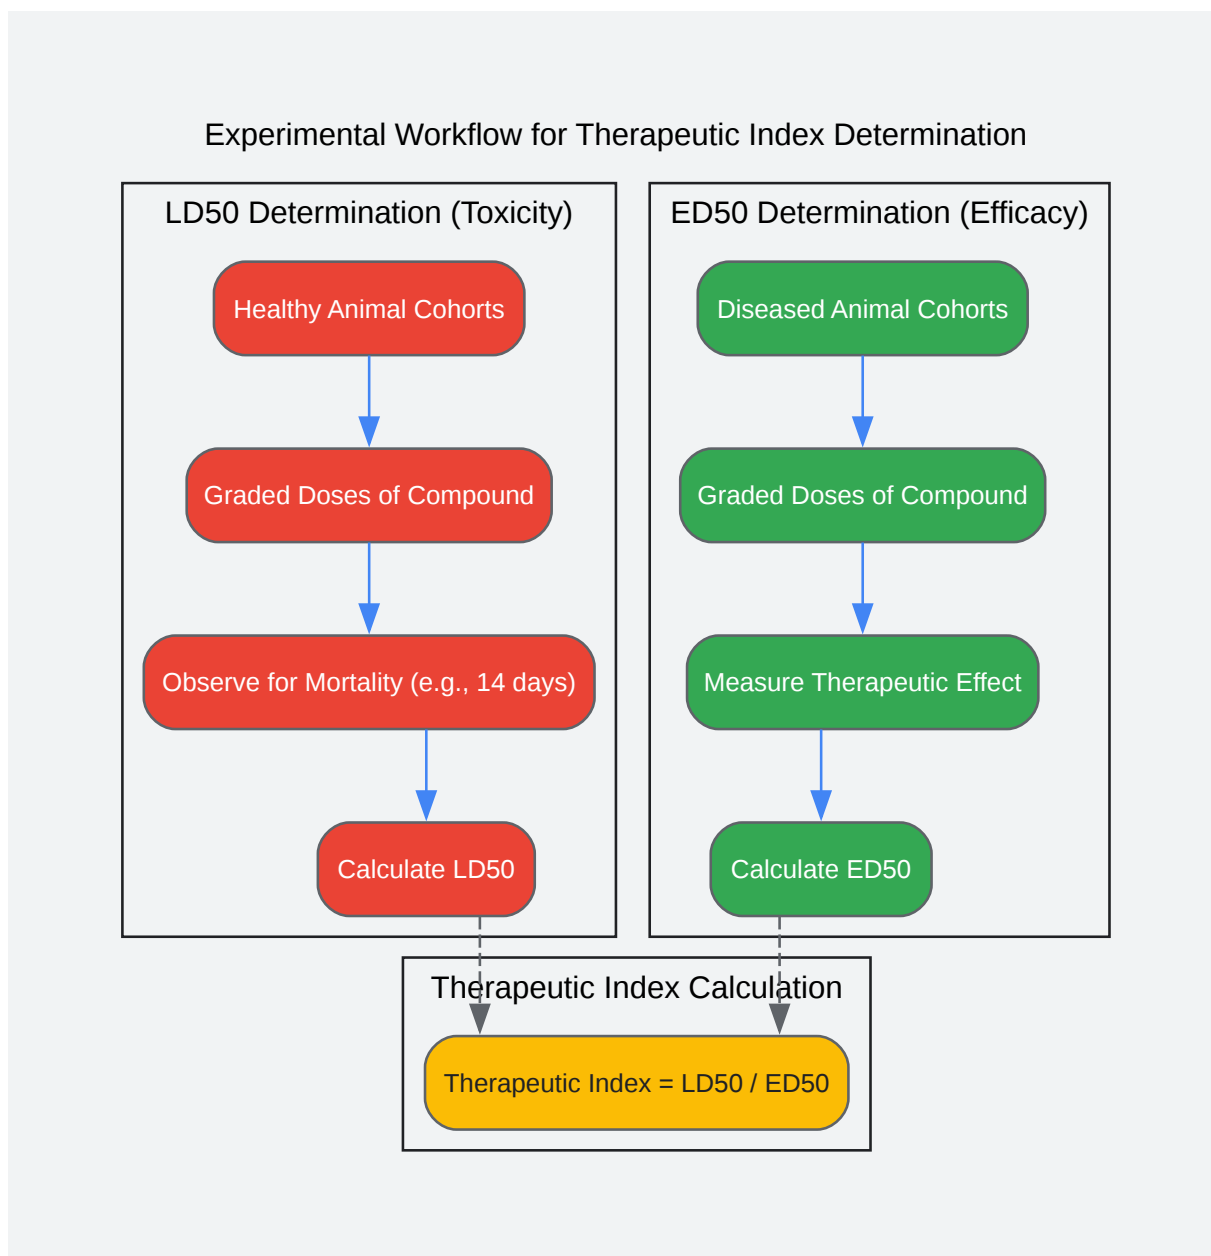 Experimental Workflow for Therapeutic Index Determination
LD50 Determination (Toxicity)
Healthy Animal Cohorts
Graded Doses of Compound
Observe for Mortality (e.g., 14 days)
Calculate LD50
ED50 Determination (Efficacy)
Diseased Animal Cohorts
Graded Doses of Compound
Measure Therapeutic Effect
Calculate ED50
Therapeutic Index Calculation
Therapeutic Index = LD50 / ED50